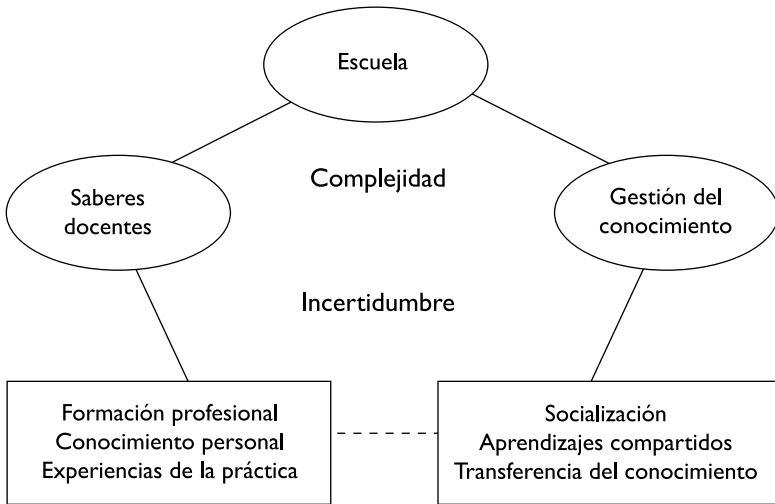 Escuela
Complejidad
Saberes
docentes
Gestión del
conocimiento
Incertidumbre
Formación profesional
Conocimiento personal
Experiencias de la práctica
Socialización
Aprendizajes compartidos
Transferencia del conocimiento